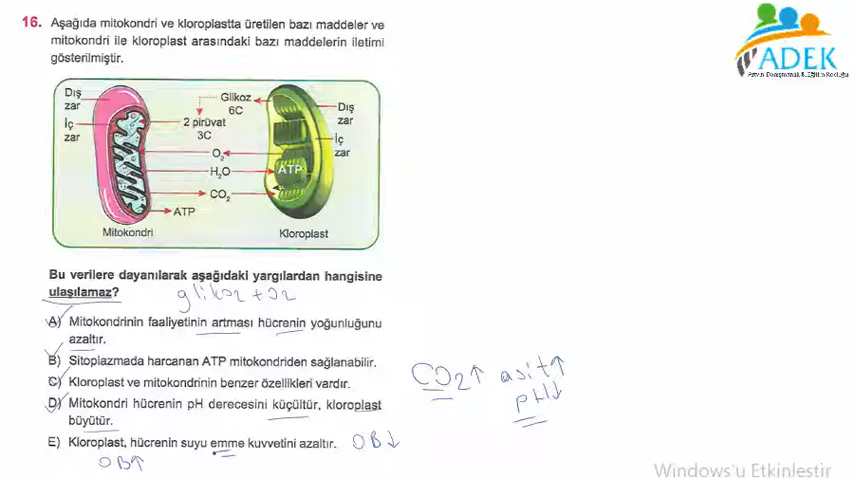 16. Aşağıda mitokondri ve kloroplastta üretilen bazı maddeler ve
mitokondri ile kloroplast arasındaki bazı maddelerin iletimi
gösterilmiştir.
ADEK
Dış
zar
İç
zar
Glikoz
6C
2 pirüvat
3C
O₂
H₂O
CO₂
ATP
Mitokondri
Dış
zar
İç
zar
ATP
Kloroplast
Bu verilere dayanılarak aşağıdaki yargılardan hangisine
ulaşılamaz?
glikoz + O2
A) Mitokondrinin faaliyetinin artması hücrenin yoğunluğunu
azaltır.
B) Sitoplazmada harcanan ATP mitokondriden sağlanabilir.
C) Kloroplast ve mitokondrinin benzer özellikleri vardır.
D) Mitokondri hücrenin pH derecesini küçültür, kloroplast
büyütür.
E) Kloroplast, hücrenin suyu emme kuvvetini azaltır. OB↓
OB↑
CO2↑ asit↑
pH↓
Windows'u Etkinleştir